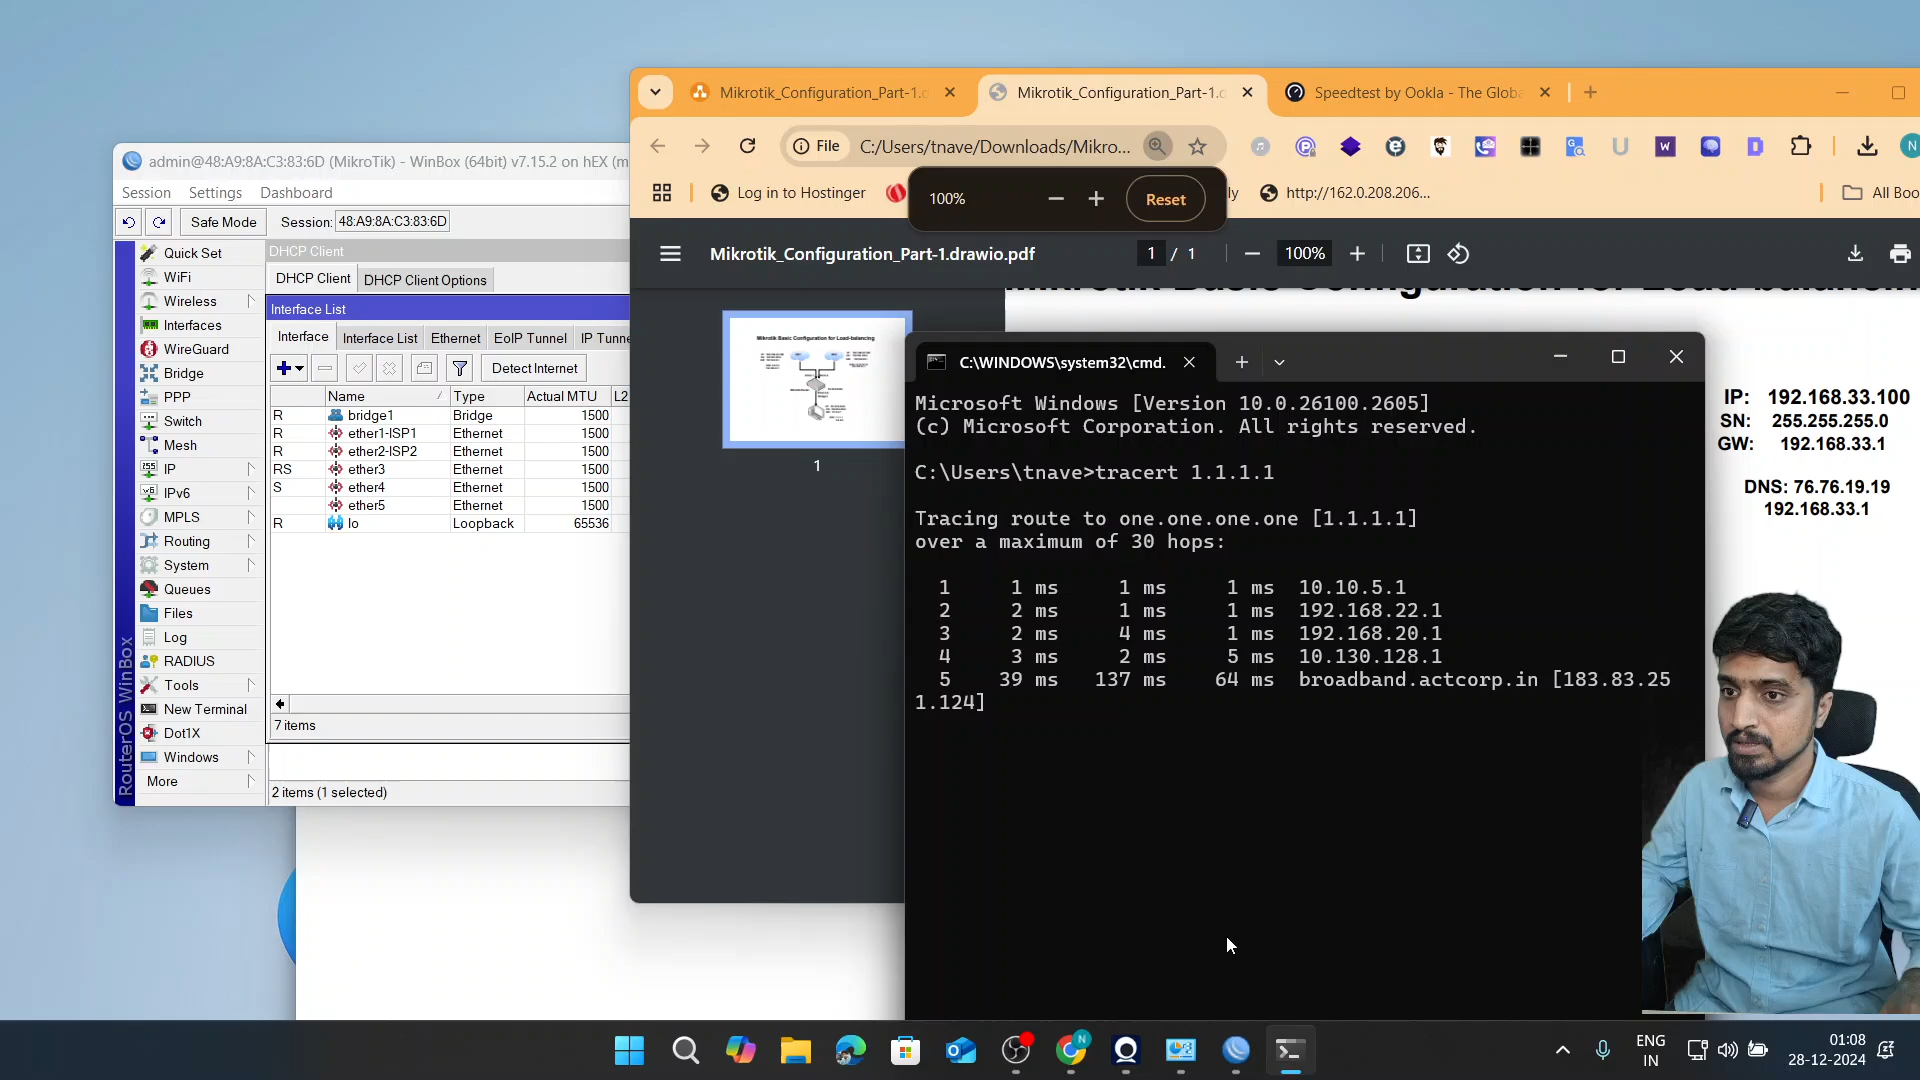 Mikrotik_Configuration_Part-1.d
Mikrotik_Configuration_Part-1.d
Speedtest by Ookla - The Globa
File
C:/Users/tnave/Downloads/Mikro...
Log in to Hostinger
ly
http://162.0.208.206...
All Boo
100%
Reset
Mikrotik_Configuration_Part-1.drawio.pdf
1 / 1
100%
Mikrotik Basic Configuration for Load-balancing
1
admin@48:A9:8A:C3:83:6D (MikroTik) - WinBox (64bit) v7.15.2 on hEX (m
Session Settings Dashboard
Safe Mode Session: 48:A9:8A:C3:83:6D
RouterOS WinBox
Quick Set
WiFi
Wireless
Interfaces
WireGuard
Bridge
PPP
Switch
Mesh
IP
IPv6
MPLS
Routing
System
Queues
Files
Log
RADIUS
Tools
New Terminal
Dot1X
Windows
More
DHCP Client
DHCP Client DHCP Client Options
Interface List
Interface Interface List Ethernet EoIP Tunnel IP Tunne
Detect Internet
Name Type Actual MTU L2
R bridge1 Bridge 1500
R ether1-ISP1 Ethernet 1500
R ether2-ISP2 Ethernet 1500
RS ether3 Ethernet 1500
S ether4 Ethernet 1500
ether5 Ethernet 1500
R lo Loopback 65536
7 items
2 items (1 selected)
C:\WINDOWS\system32\cmd.
Microsoft Windows [Version 10.0.26100.2605]
(c) Microsoft Corporation. All rights reserved.
C:\Users\tnave>tracert 1.1.1.1
Tracing route to one.one.one.one [1.1.1.1]
over a maximum of 30 hops:
1 1 ms 1 ms 1 ms 10.10.5.1
2 2 ms 1 ms 1 ms 192.168.22.1
3 2 ms 4 ms 1 ms 192.168.20.1
4 3 ms 2 ms 5 ms 10.130.128.1
5 39 ms 137 ms 64 ms broadband.actcorp.in [183.83.25
1.124]
IP: 192.168.33.100
SN: 255.255.255.0
GW: 192.168.33.1
DNS: 76.76.19.19
192.168.33.1
ENG
IN
01:08
28-12-2024